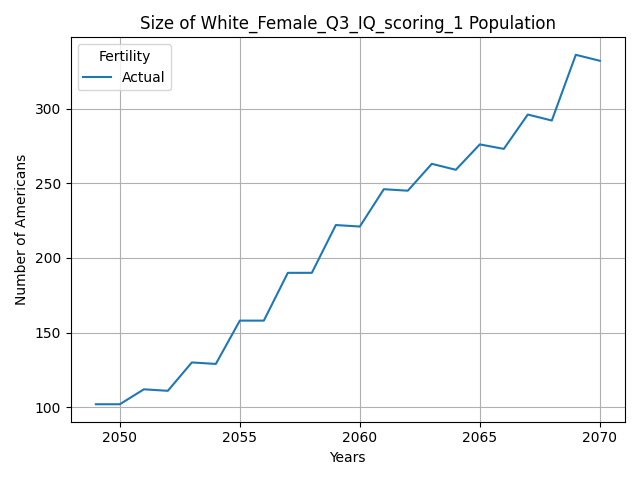 Size of White_Female_Q3_IQ_scoring_1 Population
Fertility
Actual
Number of Americans
300
250
200
150
100
2050 2055 2060 2065 2070
Years